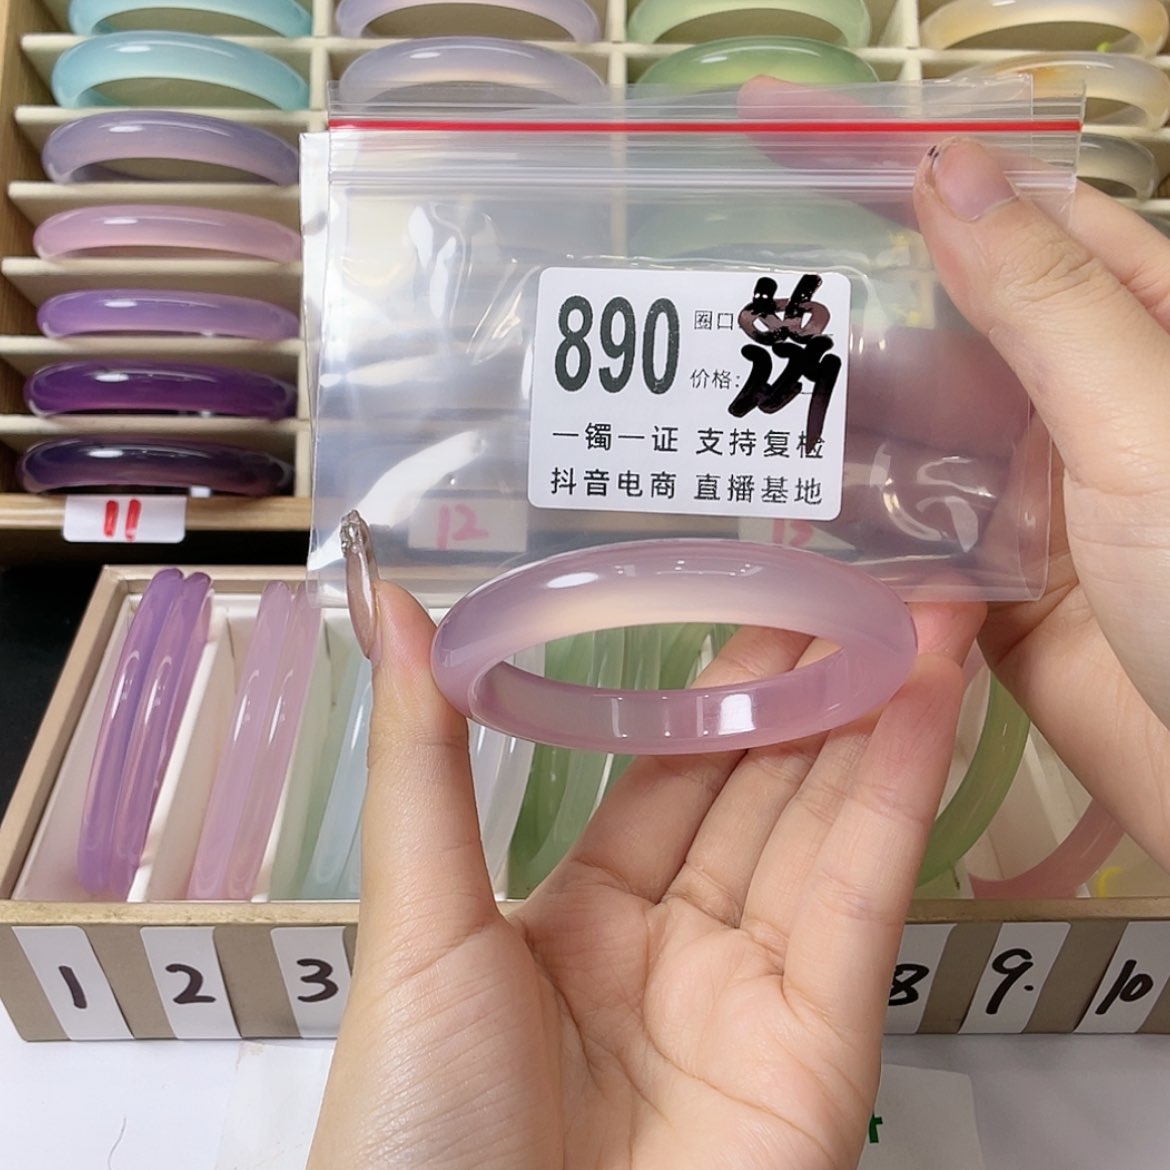 890 圈口
价格:
一镯一证 支持复检
抖音电商 直播基地
11
12
13
1 2 3 8 9. 10